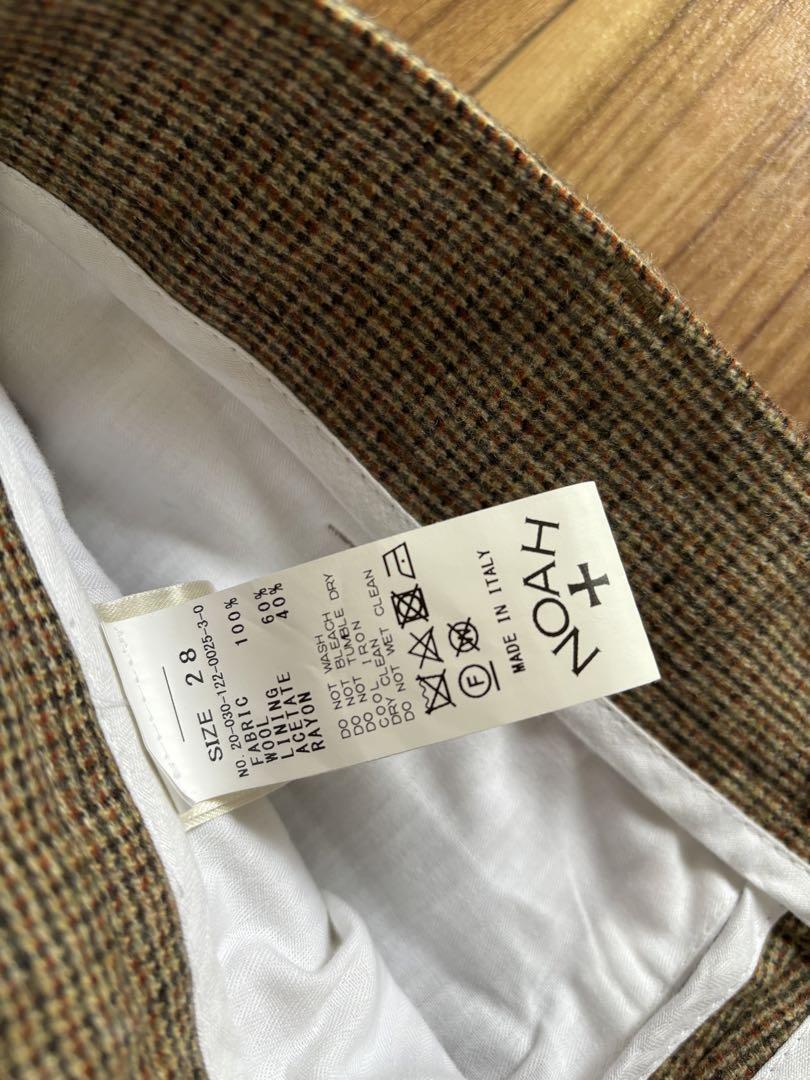 SIZE 28
NO. 20-030-122-0025-3-0
FABRIC
WOOL 100%
LINING
ACETATE 60%
RAYON 40%
DO NOT WASH
DO NOT BLEACH
DO NOT TUMBLE DRY
COOL IRON
DRY CLEAN
DO NOT WET CLEAN
F
MADE IN ITALY
NOAH